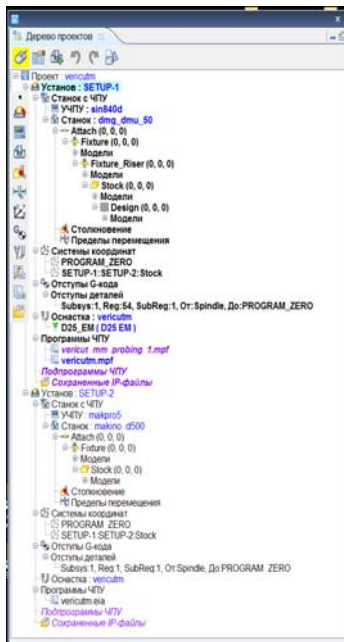 Дерево проектов
Проект : vericutm
Установ : SETUP-1
Станок с ЧПУ
УЧПУ : sin840d
Станок : dmg_dmu_50
Attach (0, 0, 0)
Fixture (0, 0, 0)
Модели
Fixture_Riser (0, 0, 0)
Модели
Stock (0, 0, 0)
Модели
Design (0, 0, 0)
Модели
Столкновение
Пределы перемещения
Системы координат
PROGRAM_ZERO
SETUP-1:SETUP-2:Stock
Отступы G-кода
Отступы деталей
Subsys:1, Reg:54, SubReg:1, От:Spindle, До:PROGRAM_ZERO
Оснастка : vericutm
D25_EM ( D25 EM )
Программы ЧПУ
vericut_mm_probing_1.mpf
vericutm.mpf
Подпрограммы ЧПУ
Сохраненные IP-файлы
Установ : SETUP-2
Станок с ЧПУ
УЧПУ : makpro5
Станок : makino_d500
Attach (0, 0, 0)
Fixture (0, 0, 0)
Модели
Stock (0, 0, 0)
Модели
Столкновение
Пределы перемещения
Системы координат
PROGRAM_ZERO
SETUP-1:SETUP-2:Stock
Отступы G-кода
Отступы деталей
Subsys:1, Reg:1, SubReg:1, От:Spindle, До:PROGRAM_ZERO
Оснастка : vericutm
Программы ЧПУ
vericutm.eia
Подпрограммы ЧПУ
Сохраненные IP-файлы